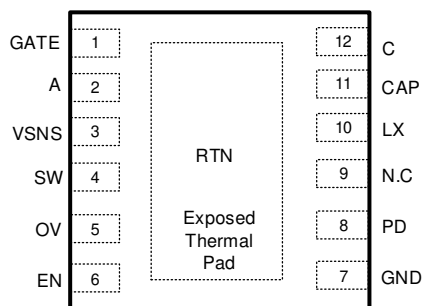 GATE 1
A 2
VSNS 3
SW 4
OV 5
EN 6
RTN
Exposed
Thermal
Pad
12 C
11 CAP
10 LX
9 N.C
8 PD
7 GND